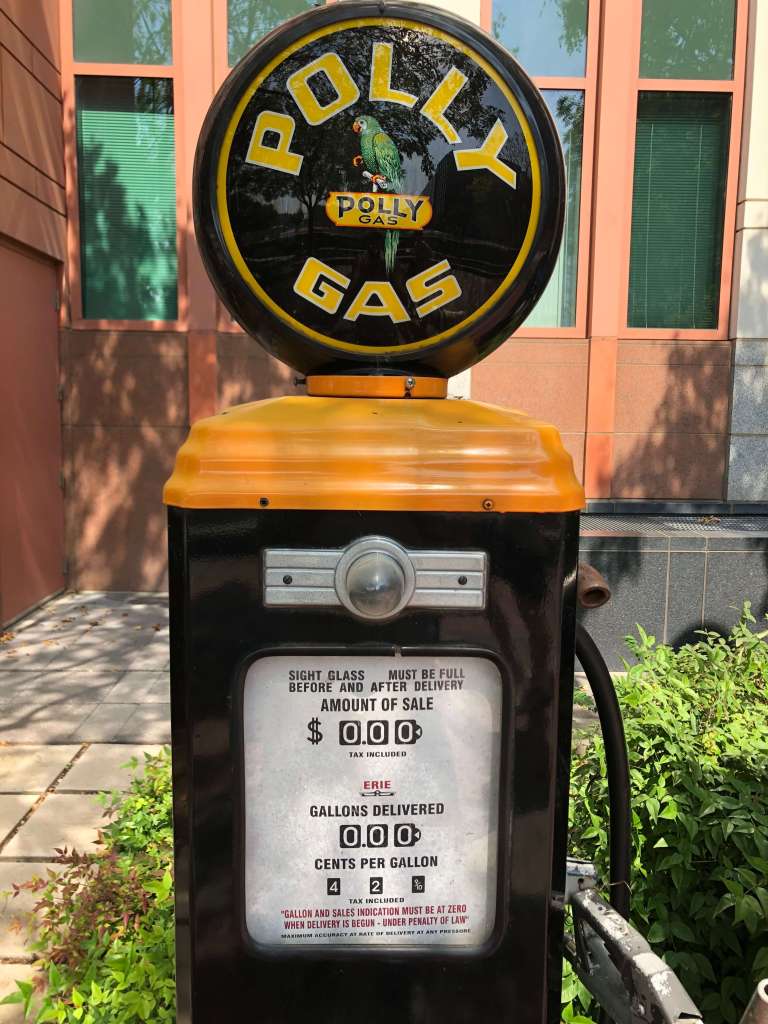 POLLY
POLLY
GAS
GAS
SIGHT GLASS MUST BE FULL
BEFORE AND AFTER DELIVERY
AMOUNT OF SALE
$ 0.00
TAX INCLUDED
ERIE
GALLONS DELIVERED
0.00
CENTS PER GALLON
4 2
TAX INCLUDED
"GALLON AND SALES INDICATION MUST BE AT ZERO
WHEN DELIVERY IS BEGUN - UNDER PENALTY OF LAW"
MAXIMUM ACCURACY AT RATE OF DELIVERY AT ANY PRESSURE